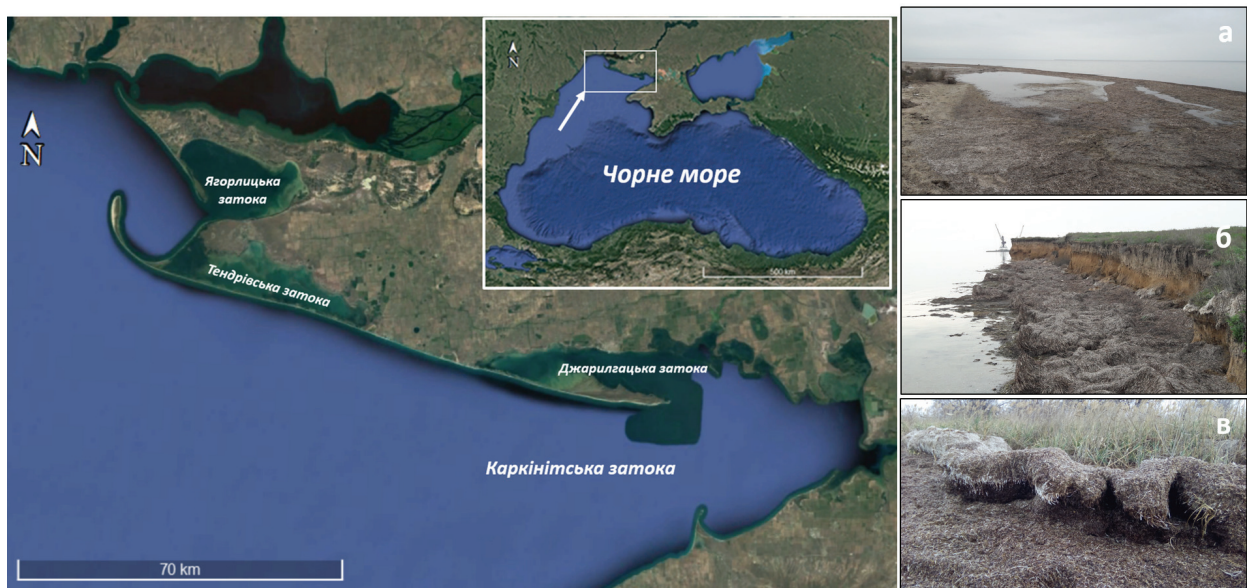 N
Ягорлицька
затока
Тендрівська затока
Джарилгацька затока
Каркінітська затока
70 km
N
Чорне море
500 km
а
б
в